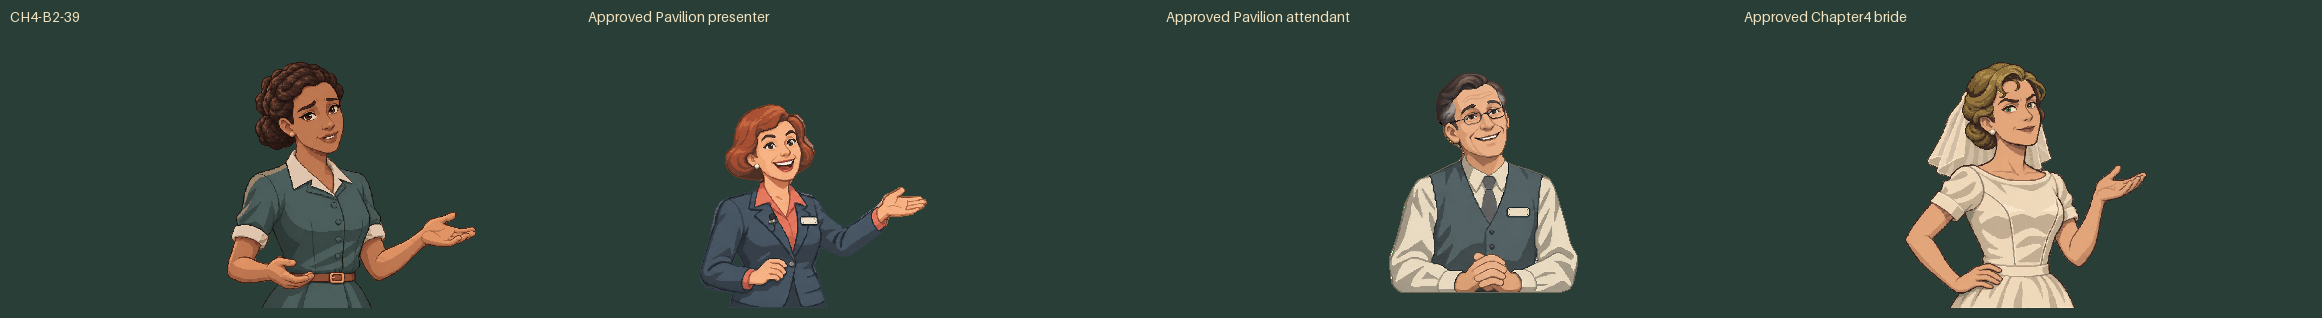 CH4-B2-39
Approved Pavilion presenter
Approved Pavilion attendant
Approved Chapter4 bride